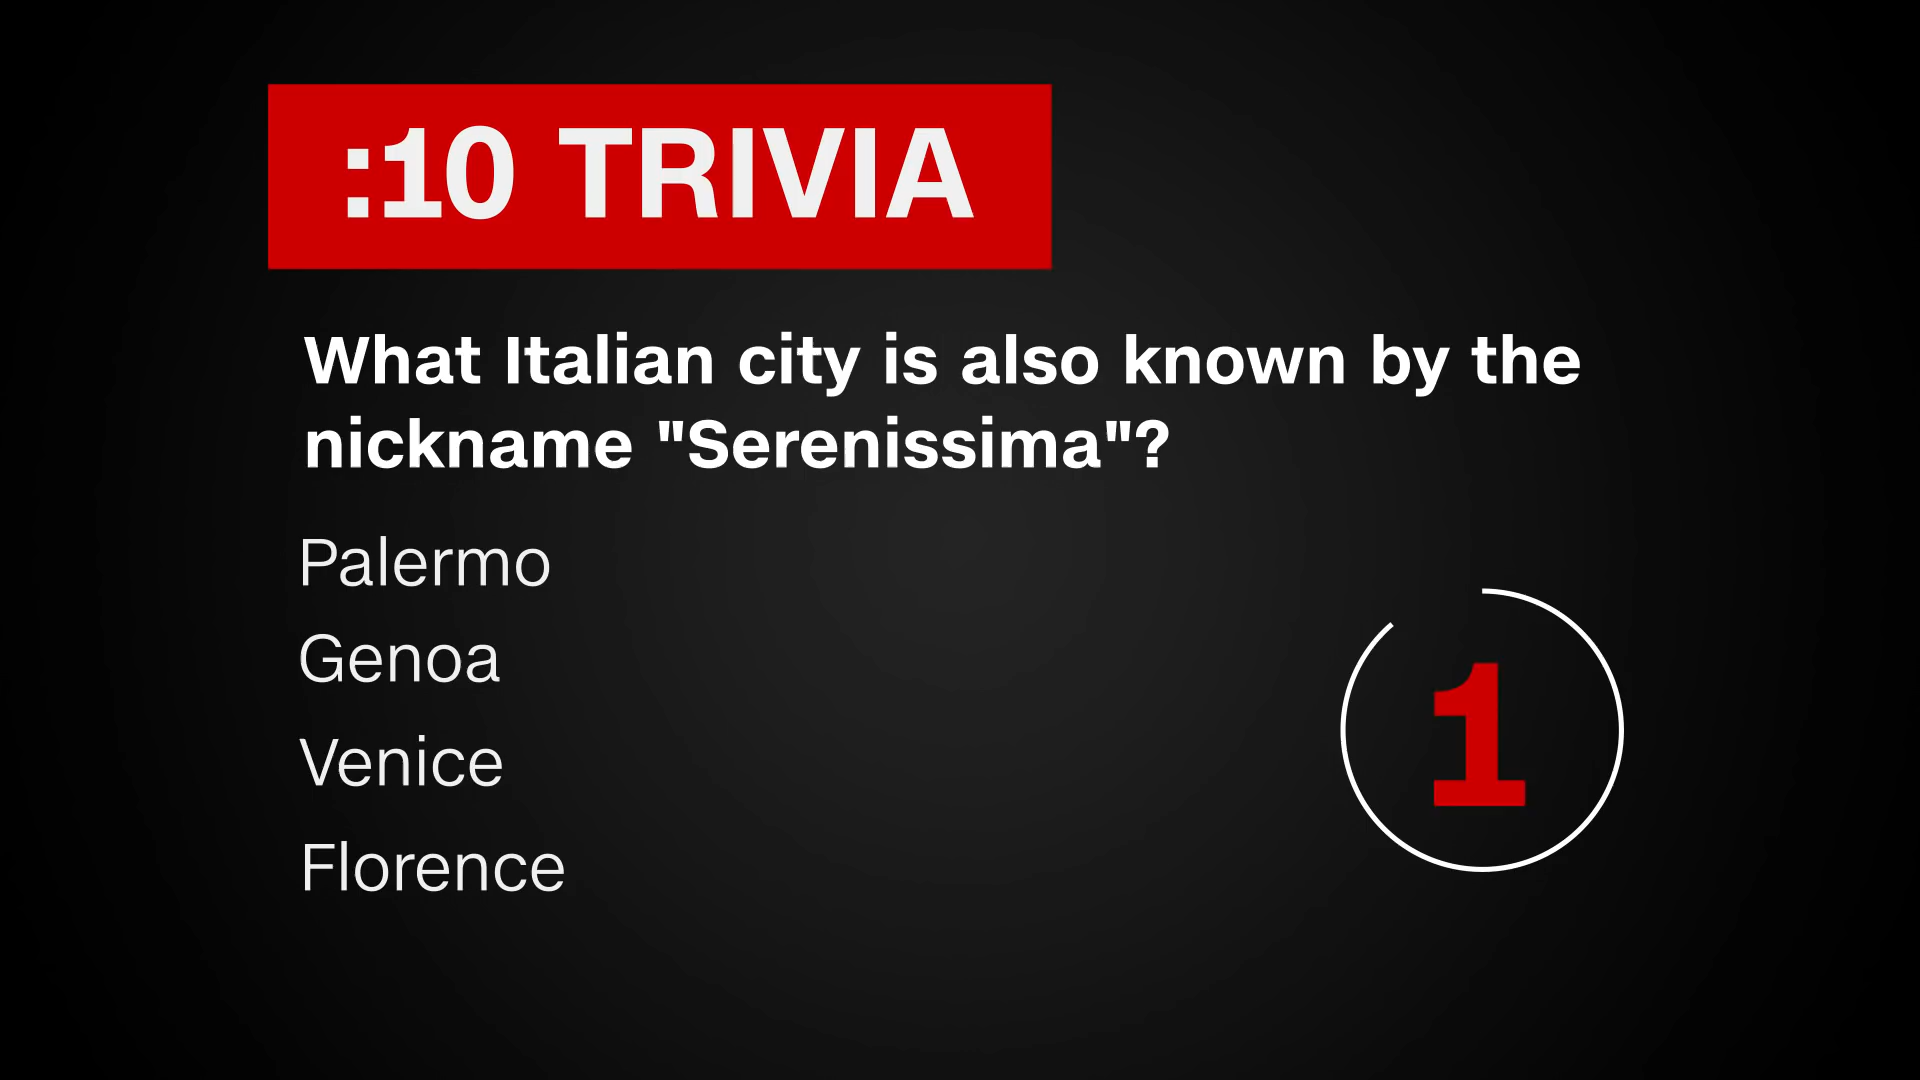 :10 TRIVIA
What Italian city is also known by the
nickname "Serenissima"?
Palermo
Genoa
Venice
Florence
1